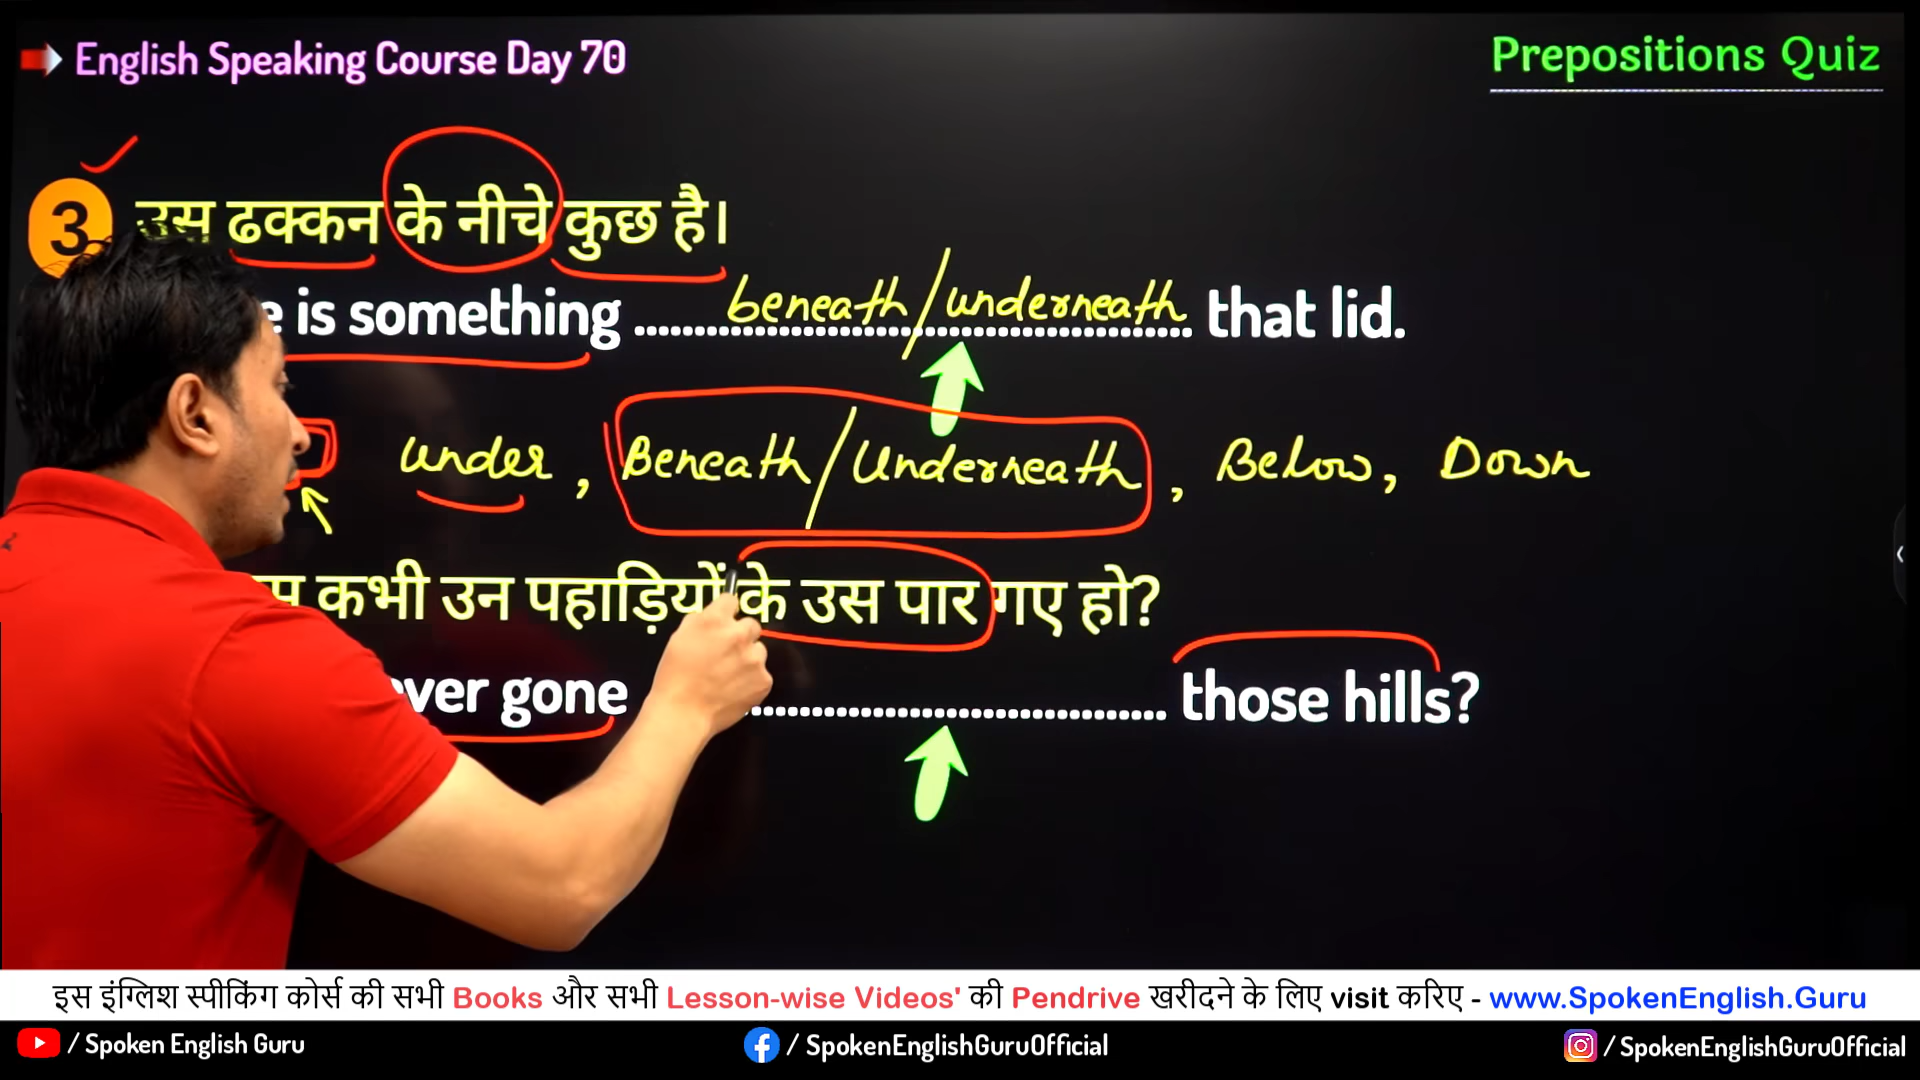 English Speaking Course Day 70
Prepositions Quiz
3 उस ढक्कन के नीचे कुछ है।
is something beneath/underneath that lid.
under, Beneath/Underneath, Below, Down
कभी उन पहाड़ियों के उस पार गए हो?
gone ........................ those hills?
इस इंग्लिश स्पीकिंग कोर्स की सभी Books और सभी Lesson-wise Videos' की Pendrive खरीदने के लिए visit करिए - www.SpokenEnglish.Guru
/ Spoken English Guru
/ SpokenEnglishGuruOfficial
/ SpokenEnglishGuruOfficial